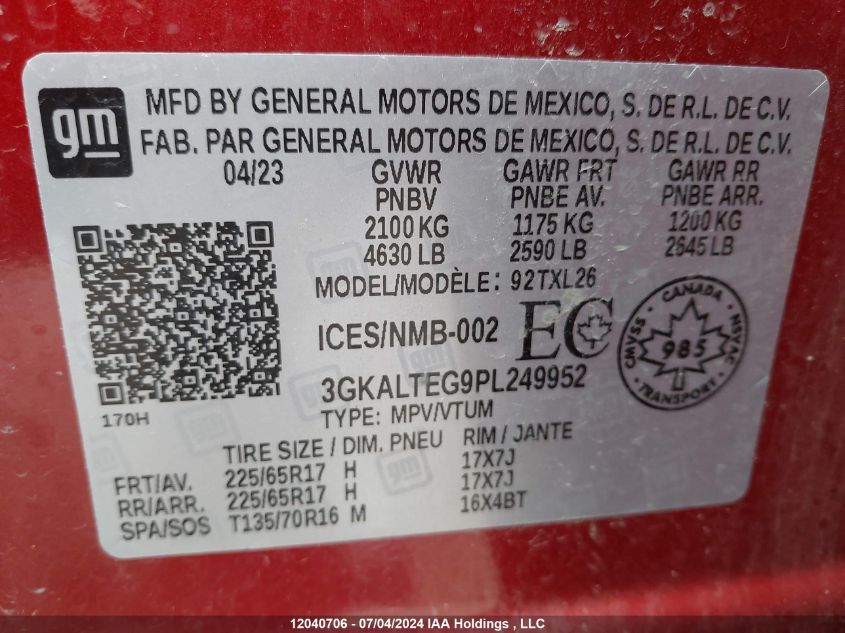 gm
MFD BY GENERAL MOTORS DE MEXICO, S. DE R.L. DE C.V.
FAB. PAR GENERAL MOTORS DE MEXICO, S. DE R.L. DE C.V.
04/23 GVWR GAWR FRT GAWR RR
PNBV PNBE AV. PNBE ARR.
2100 KG 1175 KG 1200 KG
4630 LB 2590 LB 2645 LB
MODEL/MODÈLE: 92TXL26
ICES/NMB-002 EC
CANADA
CMVSS 985 NSVAC
3GKALTEG9PL249952
170H
TYPE: MPV/VTUM
TIRE SIZE / DIM. PNEU RIM / JANTE
FRT/AV. 225/65R17 H 17X7J
RR/ARR. 225/65R17 H 17X7J
SPA/SOS T135/70R16 M 16X4BT
12040706 - 07/04/2024 IAA Holdings , LLC